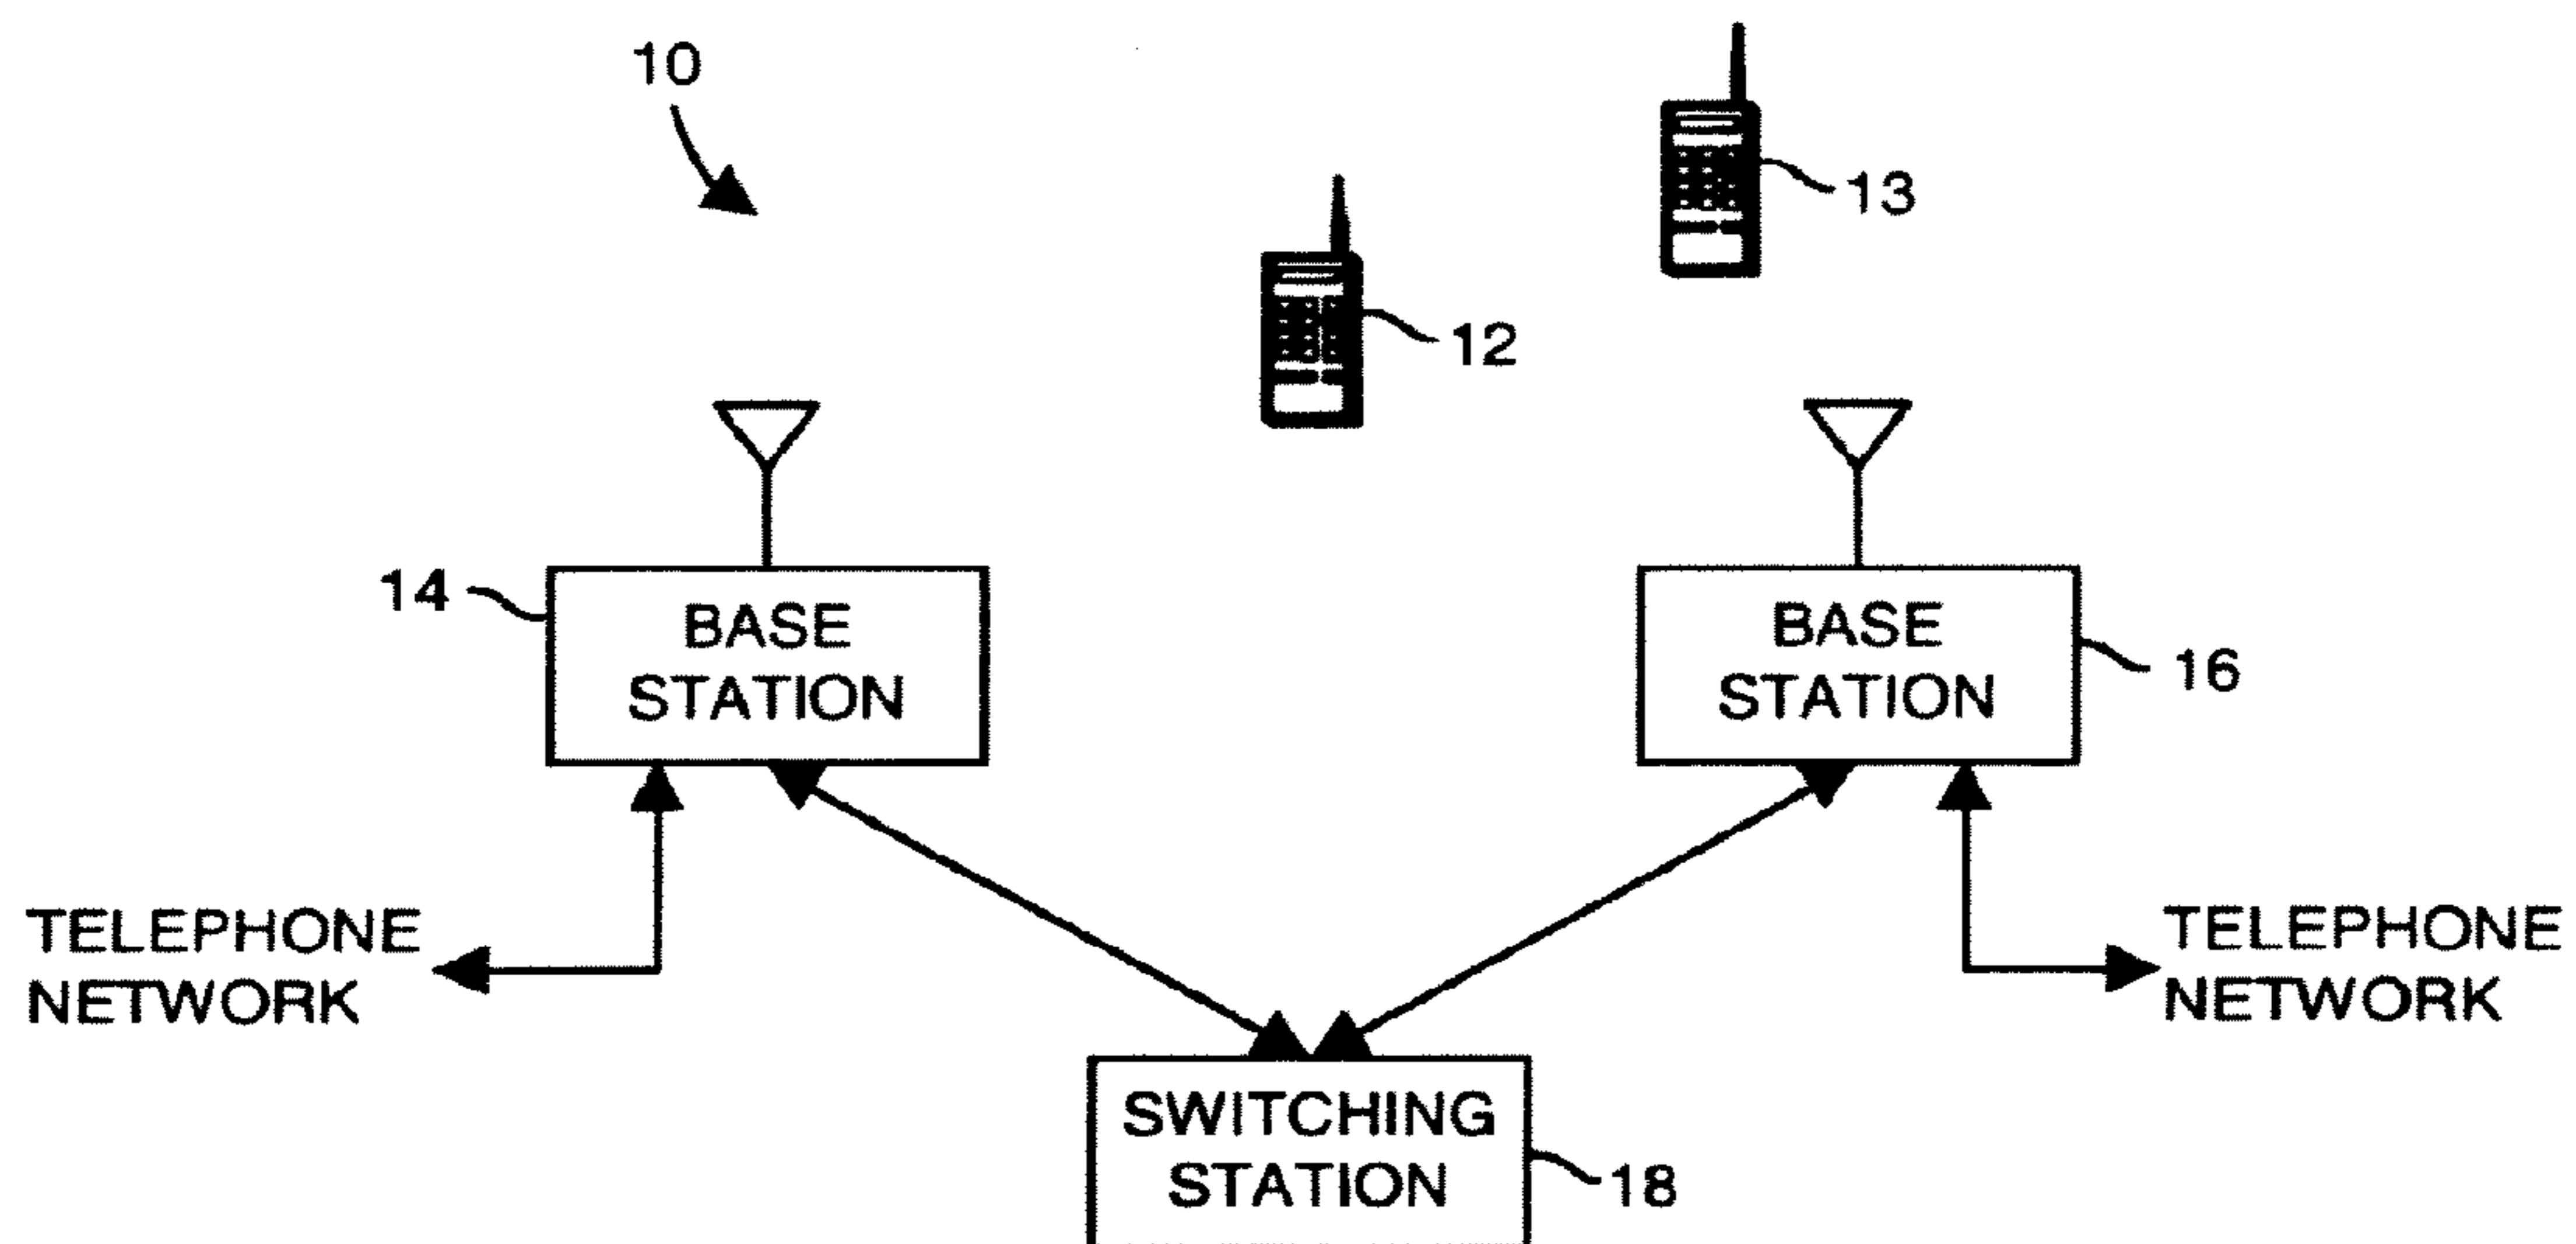 10
13
12
14
BASE
STATION
BASE
STATION
16
TELEPHONE
NETWORK
TELEPHONE
NETWORK
SWITCHING
STATION
18